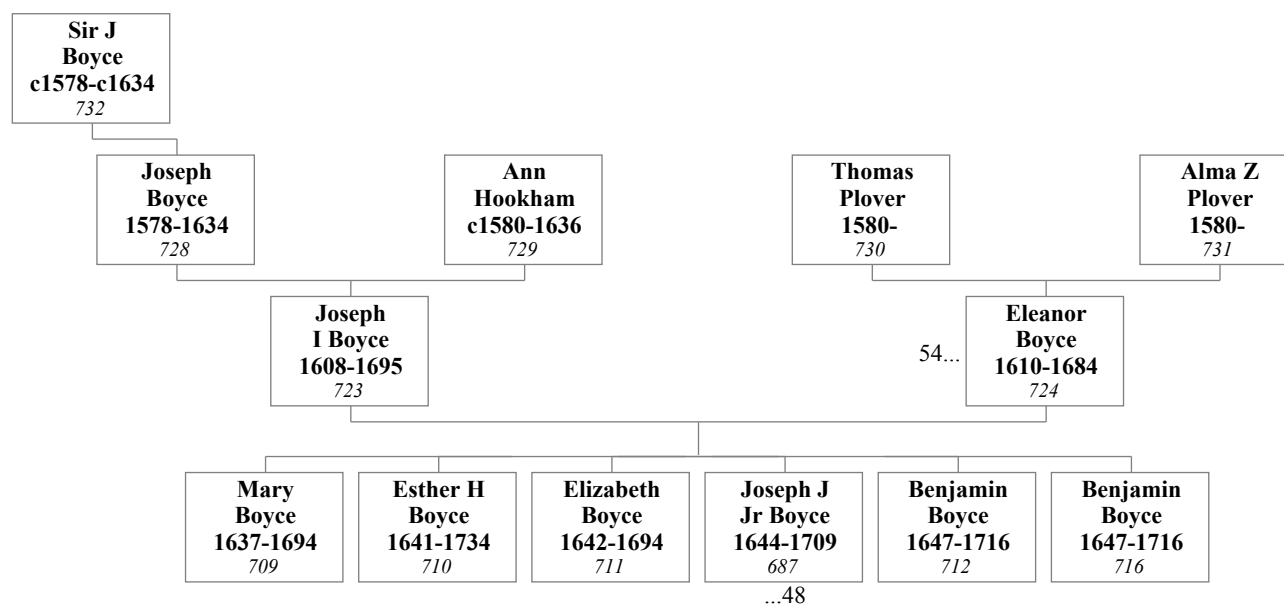 Sir J
Boyce
c1578-c1634
732
Joseph
Boyce
1578-1634
728
Ann
Hookham
c1580-1636
729
Thomas
Plover
1580-
730
Alma Z
Plover
1580-
731
Joseph
I Boyce
1608-1695
723
54...
Eleanor
Boyce
1610-1684
724
Mary
Boyce
1637-1694
709
Esther H
Boyce
1641-1734
710
Elizabeth
Boyce
1642-1694
711
Joseph J
Jr Boyce
1644-1709
687
...48
Benjamin
Boyce
1647-1716
712
Benjamin
Boyce
1647-1716
716